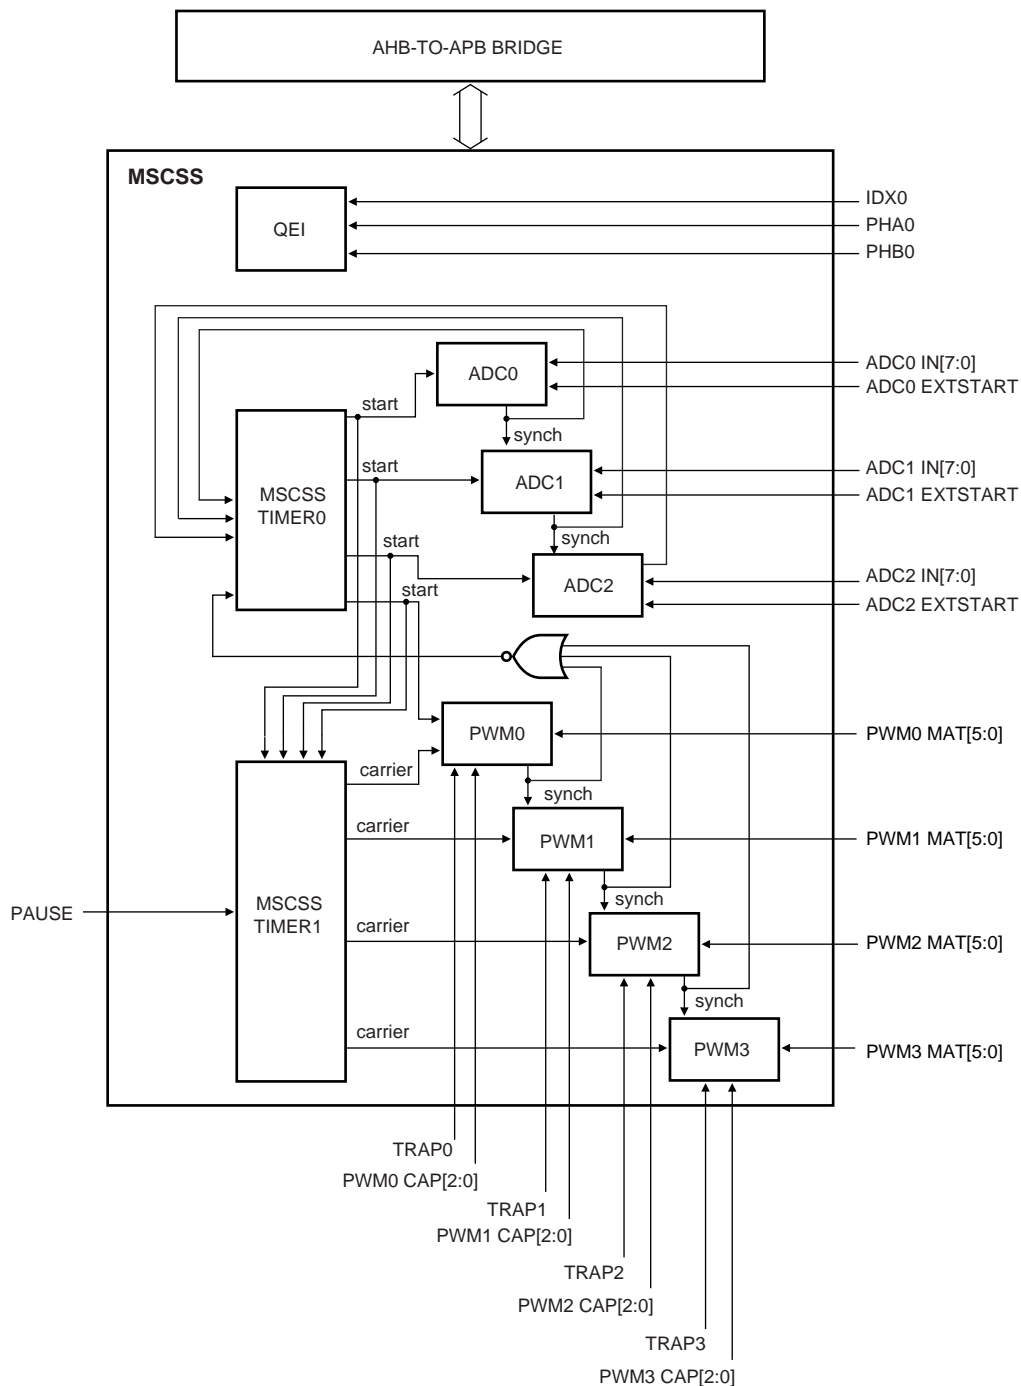 AHB-TO-APB BRIDGE
MSCSS
QEI
IDX0
PHA0
PHB0
ADC0
ADC0 IN[7:0]
ADC0 EXTSTART
start
synch
start
ADC1
ADC1 IN[7:0]
ADC1 EXTSTART
MSCSS
TIMER0
start
synch
ADC2
ADC2 IN[7:0]
ADC2 EXTSTART
start
PWM0
PWM0 MAT[5:0]
carrier
synch
carrier
PWM1
PWM1 MAT[5:0]
MSCSS
TIMER1
PAUSE
synch
carrier
PWM2
PWM2 MAT[5:0]
synch
carrier
PWM3
PWM3 MAT[5:0]
TRAP0
PWM0 CAP[2:0]
TRAP1
PWM1 CAP[2:0]
TRAP2
PWM2 CAP[2:0]
TRAP3
PWM3 CAP[2:0]